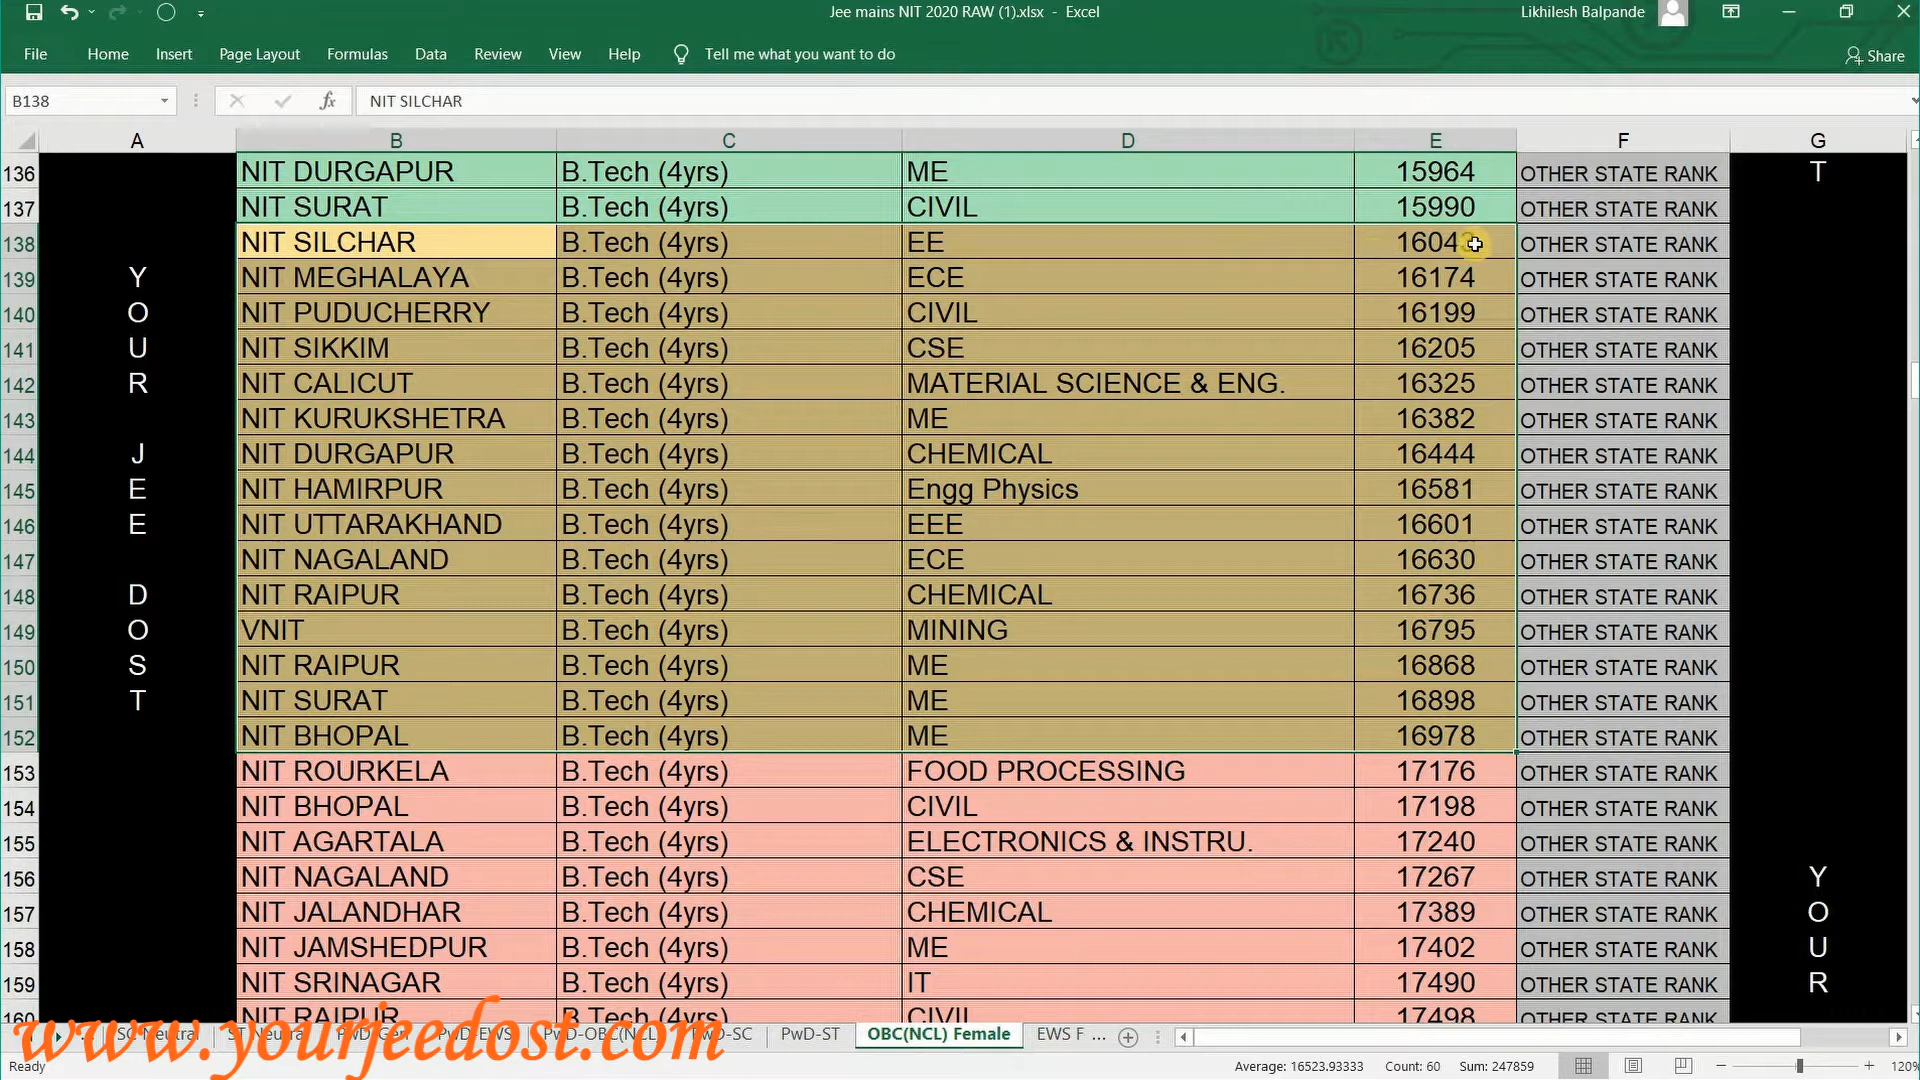 Jee mains NIT 2020 RAW (1).xlsx - Excel
Likhilesh Balpande
File Home Insert Page Layout Formulas Data Review View Help Tell me what you want to do
Share
B138 fx NIT SILCHAR
A B C D E F G
136 NIT DURGAPUR B.Tech (4yrs) ME 15964 OTHER STATE RANK T
137 NIT SURAT B.Tech (4yrs) CIVIL 15990 OTHER STATE RANK
138 NIT SILCHAR B.Tech (4yrs) EE 1604 OTHER STATE RANK
139 Y NIT MEGHALAYA B.Tech (4yrs) ECE 16174 OTHER STATE RANK
140 O NIT PUDUCHERRY B.Tech (4yrs) CIVIL 16199 OTHER STATE RANK
141 U NIT SIKKIM B.Tech (4yrs) CSE 16205 OTHER STATE RANK
142 R NIT CALICUT B.Tech (4yrs) MATERIAL SCIENCE & ENG. 16325 OTHER STATE RANK
143 NIT KURUKSHETRA B.Tech (4yrs) ME 16382 OTHER STATE RANK
144 J NIT DURGAPUR B.Tech (4yrs) CHEMICAL 16444 OTHER STATE RANK
145 E NIT HAMIRPUR B.Tech (4yrs) Engg Physics 16581 OTHER STATE RANK
146 E NIT UTTARAKHAND B.Tech (4yrs) EEE 16601 OTHER STATE RANK
147 NIT NAGALAND B.Tech (4yrs) ECE 16630 OTHER STATE RANK
148 D NIT RAIPUR B.Tech (4yrs) CHEMICAL 16736 OTHER STATE RANK
149 O VNIT B.Tech (4yrs) MINING 16795 OTHER STATE RANK
150 S NIT RAIPUR B.Tech (4yrs) ME 16868 OTHER STATE RANK
151 T NIT SURAT B.Tech (4yrs) ME 16898 OTHER STATE RANK
152 NIT BHOPAL B.Tech (4yrs) ME 16978 OTHER STATE RANK
153 NIT ROURKELA B.Tech (4yrs) FOOD PROCESSING 17176 OTHER STATE RANK
154 NIT BHOPAL B.Tech (4yrs) CIVIL 17198 OTHER STATE RANK
155 NIT AGARTALA B.Tech (4yrs) ELECTRONICS & INSTRU. 17240 OTHER STATE RANK
156 NIT NAGALAND B.Tech (4yrs) CSE 17267 OTHER STATE RANK Y
157 NIT JALANDHAR B.Tech (4yrs) CHEMICAL 17389 OTHER STATE RANK O
158 NIT JAMSHEDPUR B.Tech (4yrs) ME 17402 OTHER STATE RANK U
159 NIT SRINAGAR B.Tech (4yrs) IT 17490 OTHER STATE RANK R
160 NIT RAIPUR B.Tech (4yrs) CIVIL 17498 OTHER STATE RANK
www.yourjeedost.com
PwD-ST OBC(NCL) Female EWS F ...
Ready Average: 16523.93333 Count: 60 Sum: 247859 120%